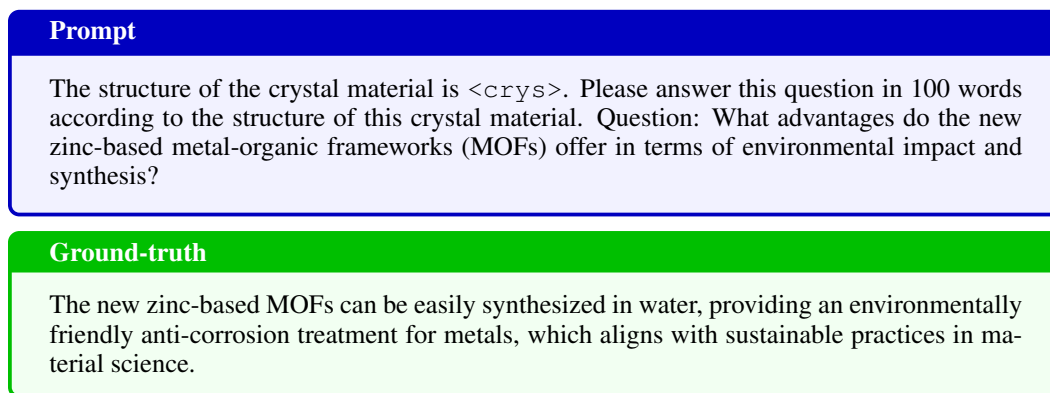 Prompt
The structure of the crystal material is <crys>. Please answer this question in 100 words
according to the structure of this crystal material. Question: What advantages do the new
zinc-based metal-organic frameworks (MOFs) offer in terms of environmental impact and
synthesis?
Ground-truth
The new zinc-based MOFs can be easily synthesized in water, providing an environmentally
friendly anti-corrosion treatment for metals, which aligns with sustainable practices in ma-
terial science.